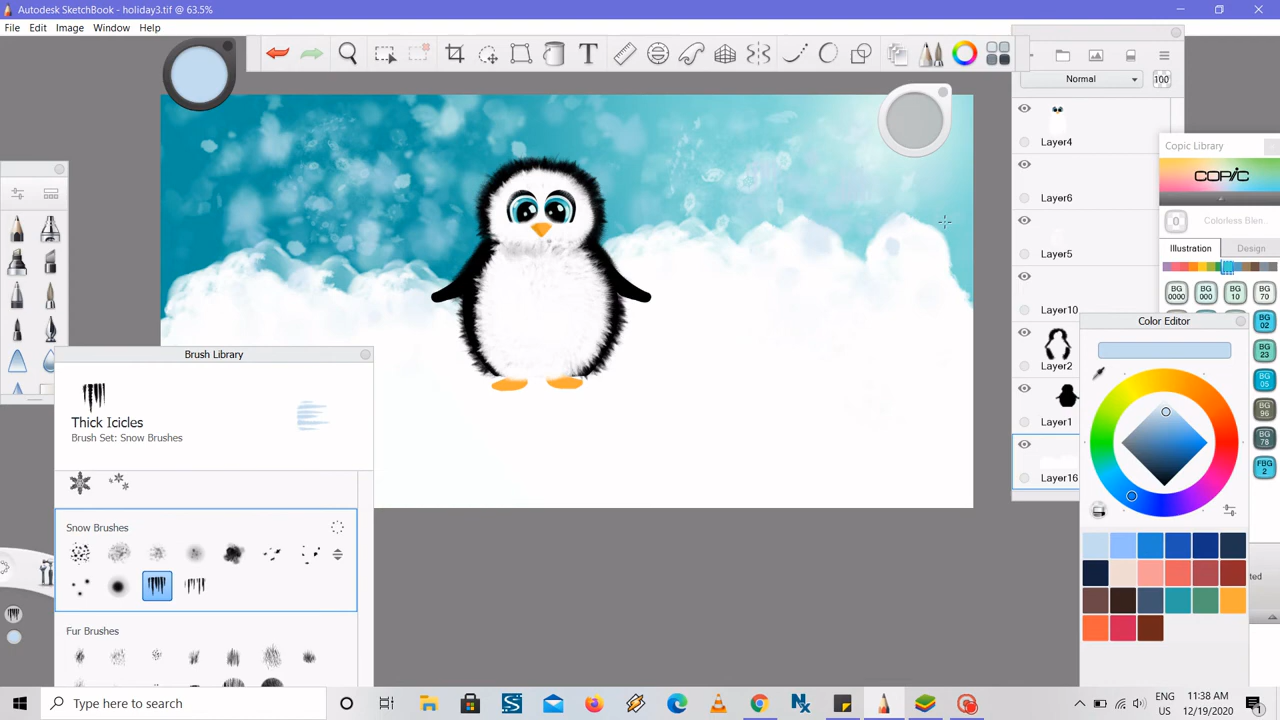 Autodesk SketchBook - holiday3.tif @ 63.5%
File Edit Image Window Help
Normal 100
Layer4
Layer6
Layer5
Layer10
Layer2
Layer1
Layer16
Copic Library
COPIC
0 Colorless Blen..
Illustration Design
BG 0000 BG 000 BG 10 BG 70
BG 02
BG 23
BG 05
BG 96
BG 78
FBG 2
Color Editor
Brush Library
Thick Icicles
Brush Set: Snow Brushes
Snow Brushes
Fur Brushes
ted
Type here to search
ENG
US
11:38 AM
12/19/2020
1